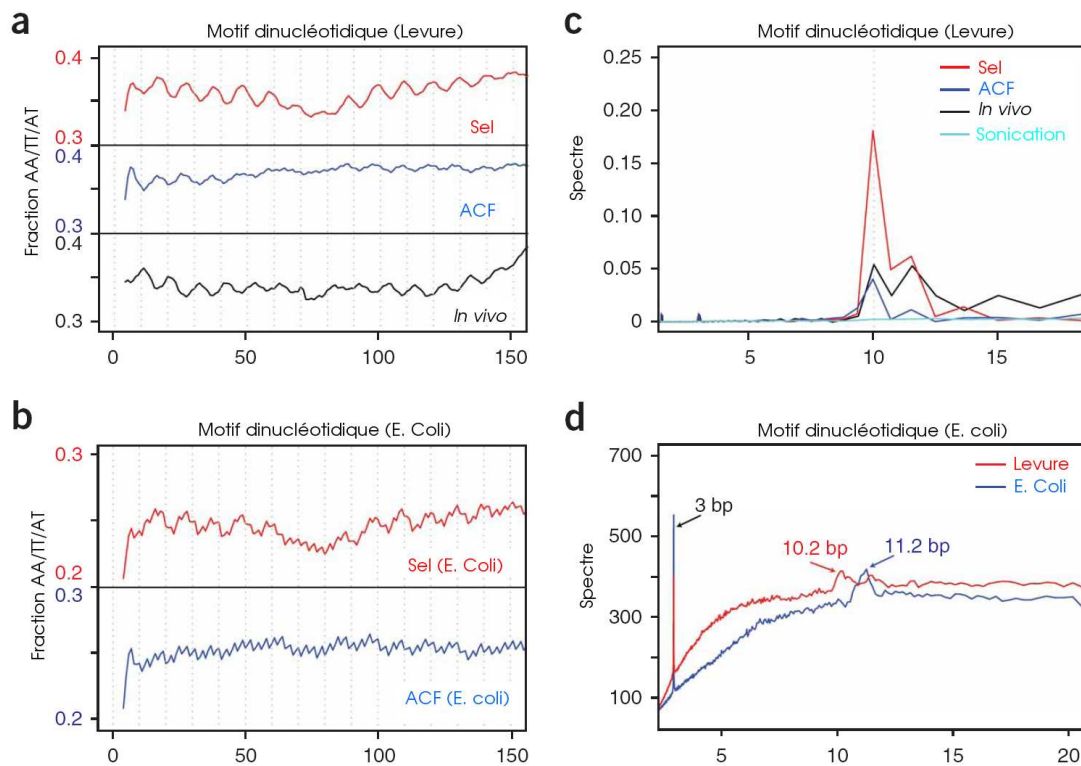 a
Motif dinucléotidique (Levure)
Fraction AA/TT/AT
0.4
0.3
Sel
0.4
0.3
ACF
0.4
0.3
In vivo
0 50 100 150
b
Motif dinucléotidique (E. Coli)
Fraction AA/TT/AT
0.3
0.2
Sel (E. Coli)
0.3
0.2
ACF (E. coli)
0 50 100 150
c
Motif dinucléotidique (Levure)
Spectre
0.25
0.20
0.15
0.10
0.05
0
Sel
ACF
In vivo
Sonication
5 10 15
d
Motif dinucléotidique (E. coli)
Spectre
700
500
300
100
Levure
E. Coli
3 bp
10.2 bp
11.2 bp
5 10 15 20